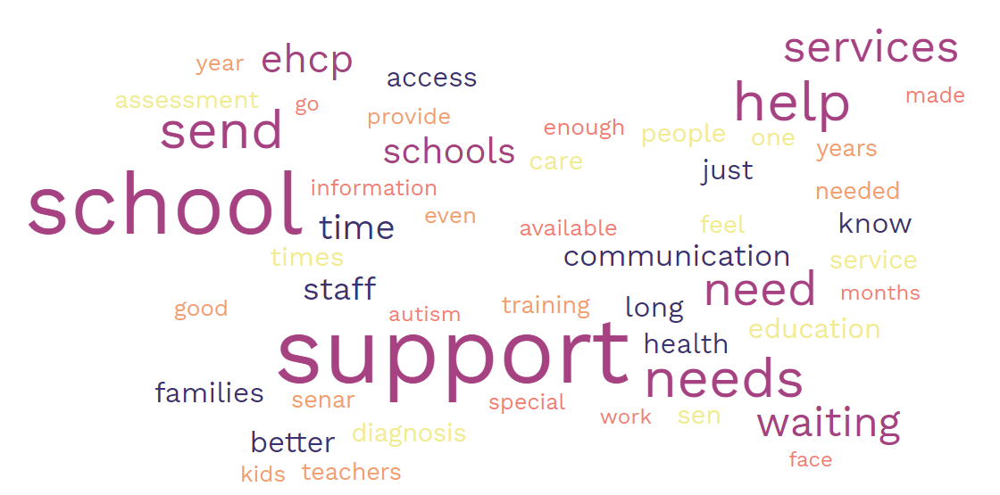 services
year ehcp
access
help made
assessment go
provide
send enough people one
schools care years
just
school information needed
time even available feel know
times communication service
staff need months
good autism training long
education
support health
needs
families senar special
work sen waiting
better diagnosis
face
kids teachers